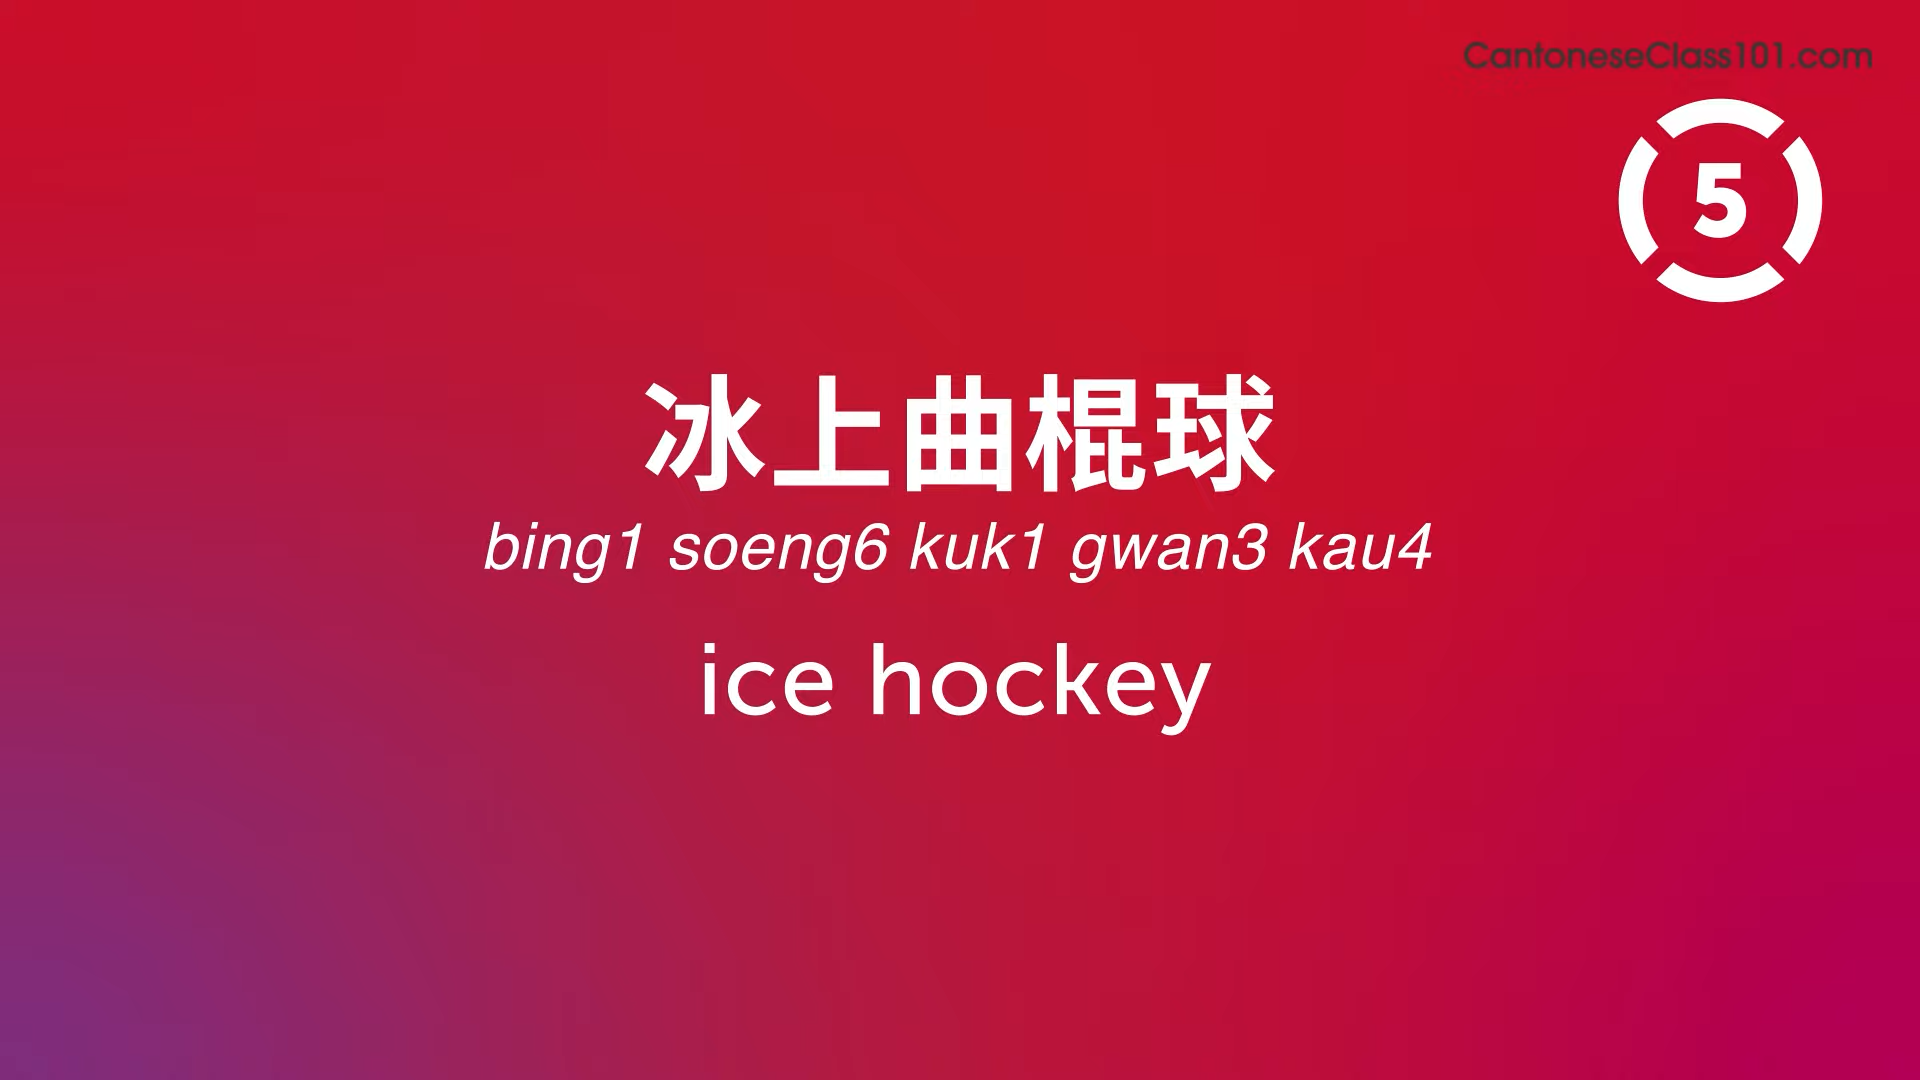 CantoneseClass101.com
5
冰上曲棍球
bing1 soeng6 kuk1 gwan3 kau4
ice hockey